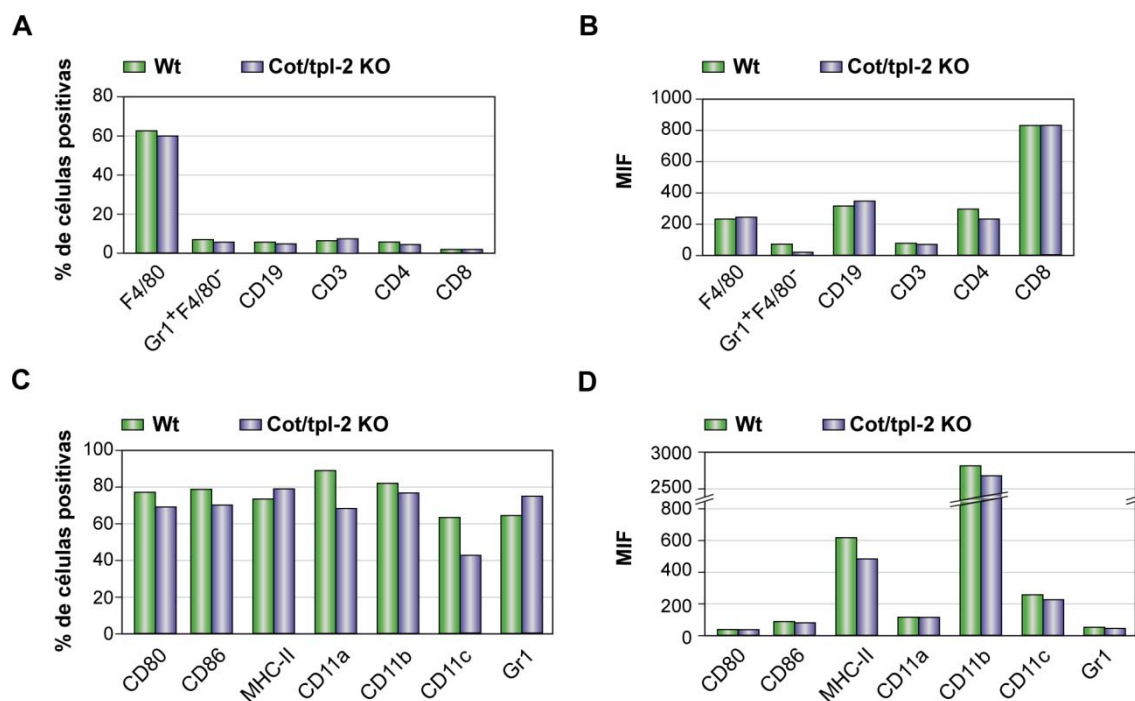 A
Wt Cot/tpl-2 KO
% de células positivas
80
60
40
20
0
F4/80 Gr1⁺F4/80⁻ CD19 CD3 CD4 CD8
B
Wt Cot/tpl-2 KO
MIF
1000
800
600
400
200
0
F4/80 Gr1⁺F4/80⁻ CD19 CD3 CD4 CD8
C
Wt Cot/tpl-2 KO
% de células positivas
100
80
60
40
20
0
CD80 CD86 MHC-II CD11a CD11b CD11c Gr1
D
Wt Cot/tpl-2 KO
MIF
3000
2500
800
600
400
200
0
CD80 CD86 MHC-II CD11a CD11b CD11c Gr1